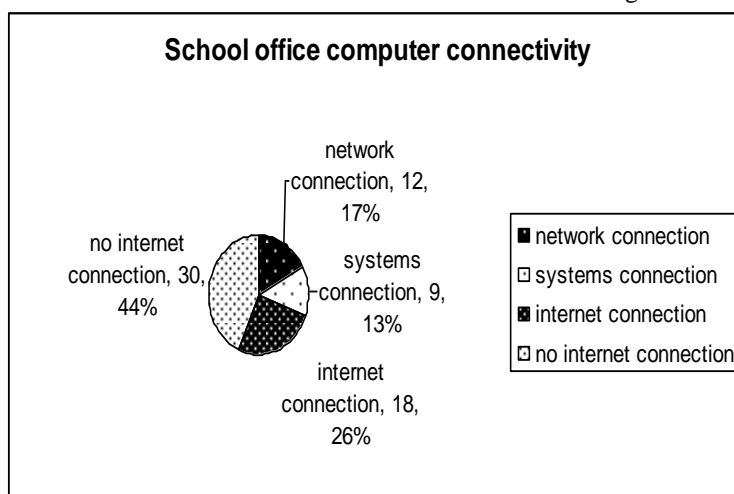 School office computer connectivity
network
connection, 12,
17%
systems
connection, 9,
13%
internet
connection, 18,
26%
no internet
connection, 30,
44%
network connection
systems connection
internet connection
no internet connection